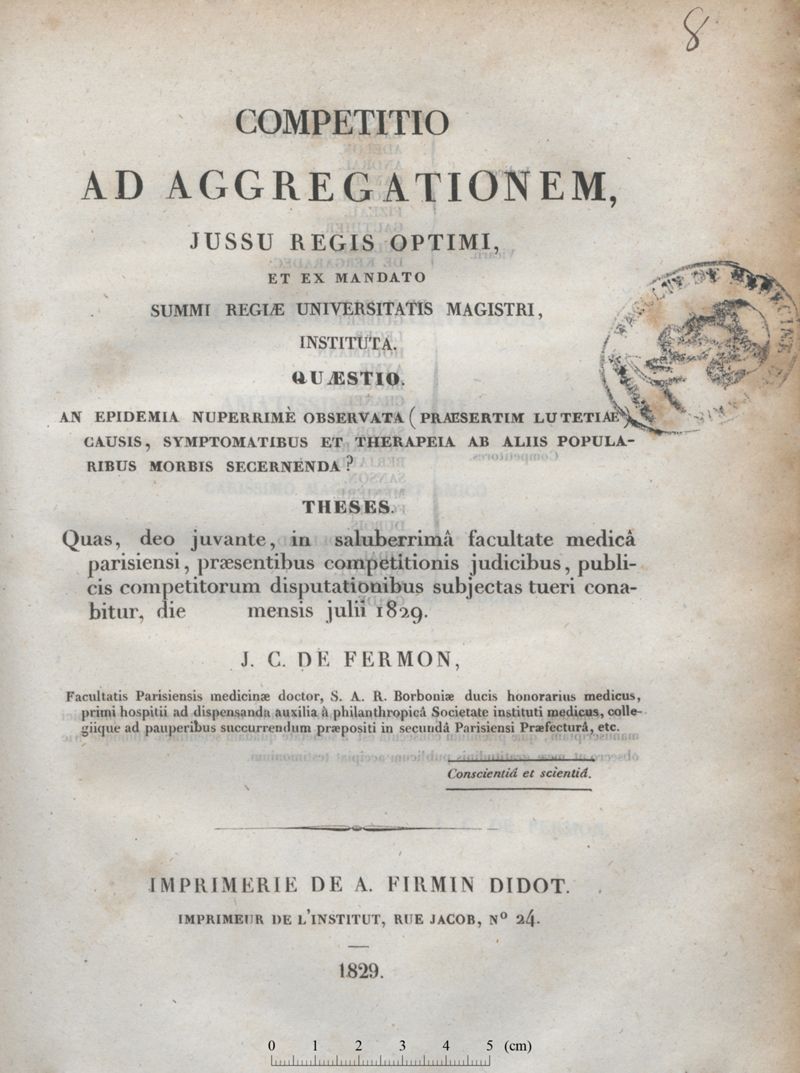 8
COMPETITIO
AD AGGREGATIONEM,
JUSSU REGIS OPTIMI,
ET EX MANDATO
SUMMI REGIÆ UNIVERSITATIS MAGISTRI,
INSTITUTA.
QUÆSTIO.
AN EPIDEMIA NUPERRIMÈ OBSERVATA (PRAESERTIM LUTETIAE)
CAUSIS, SYMPTOMATIBUS ET THERAPEIA AB ALIIS POPULA-
RIBUS MORBIS SECERNENDA?
THESES.
Quas, deo juvante, in saluberrimâ facultate medicâ
parisiensi, præsentibus competitionis judicibus, publi-
cis competitorum disputationibus subjectas tueri cona-
bitur, die mensis julii 1829.
J. C. DE FERMON,
Facultatis Parisiensis medicinæ doctor, S. A. R. Borboniæ ducis honorarius medicus,
primi hospitii ad dispensanda auxilia à philanthropicâ Societate instituti medicus, colle-
giique ad pauperibus succurrendum præpositi in secundâ Parisiensi Præfecturâ, etc.
Conscientiâ et scientiâ.
IMPRIMERIE DE A. FIRMIN DIDOT.
IMPRIMEUR DE L'INSTITUT, RUE JACOB, Nº 24.
1829.
0 1 2 3 4 5 (cm)